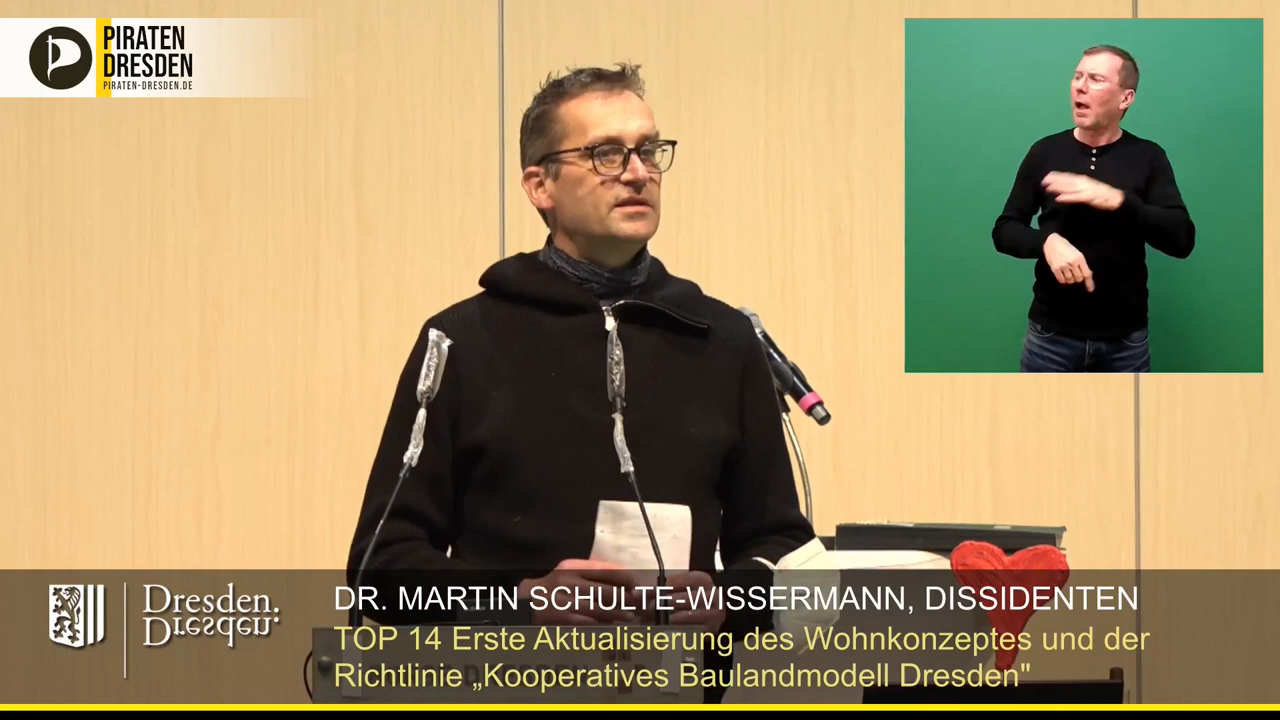 PIRATEN
DRESDEN
PIRATEN-DRESDEN.DE
Dresden.
Dresden.
DR. MARTIN SCHULTE-WISSERMANN, DISSIDENTEN
TOP 14 Erste Aktualisierung des Wohnkonzeptes und der
Richtlinie „Kooperatives Baulandmodell Dresden"